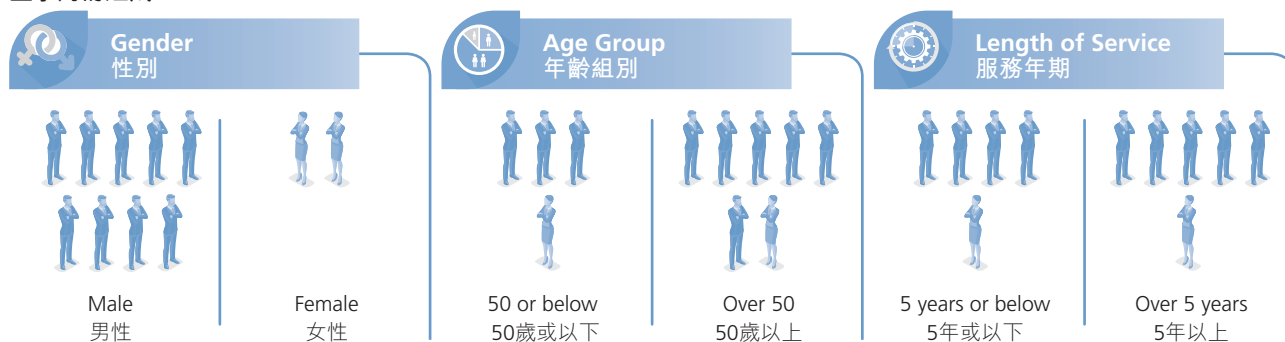 Gender
性別
Age Group
年齡組別
Length of Service
服務年期
Male
男性
Female
女性
50 or below
50歲或以下
Over 50
50歲以上
5 years or below
5年或以下
Over 5 years
5年以上